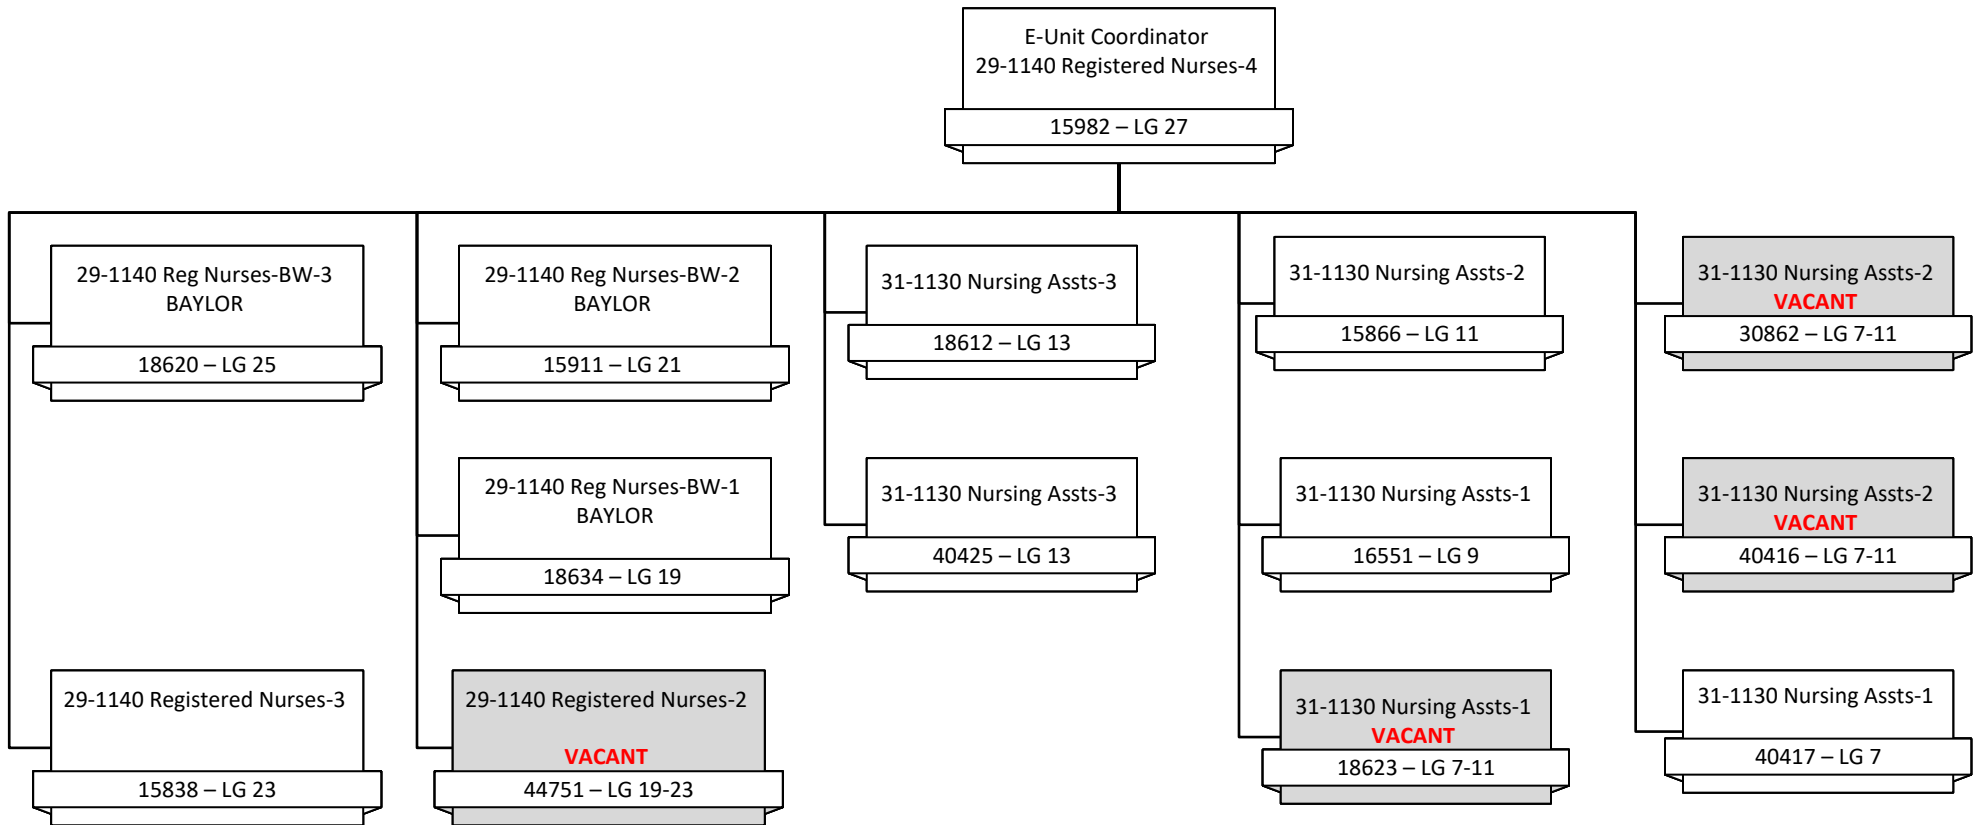 E-Unit Coordinator
29-1140 Registered Nurses-4
15982 – LG 27
29-1140 Reg Nurses-BW-3
BAYLOR
18620 – LG 25
29-1140 Reg Nurses-BW-2
BAYLOR
15911 – LG 21
31-1130 Nursing Assts-3
18612 – LG 13
31-1130 Nursing Assts-2
15866 – LG 11
31-1130 Nursing Assts-2
VACANT
30862 – LG 7-11
29-1140 Reg Nurses-BW-1
BAYLOR
18634 – LG 19
31-1130 Nursing Assts-3
40425 – LG 13
31-1130 Nursing Assts-1
16551 – LG 9
31-1130 Nursing Assts-2
VACANT
40416 – LG 7-11
29-1140 Registered Nurses-3
15838 – LG 23
29-1140 Registered Nurses-2
VACANT
44751 – LG 19-23
31-1130 Nursing Assts-1
VACANT
18623 – LG 7-11
31-1130 Nursing Assts-1
40417 – LG 7